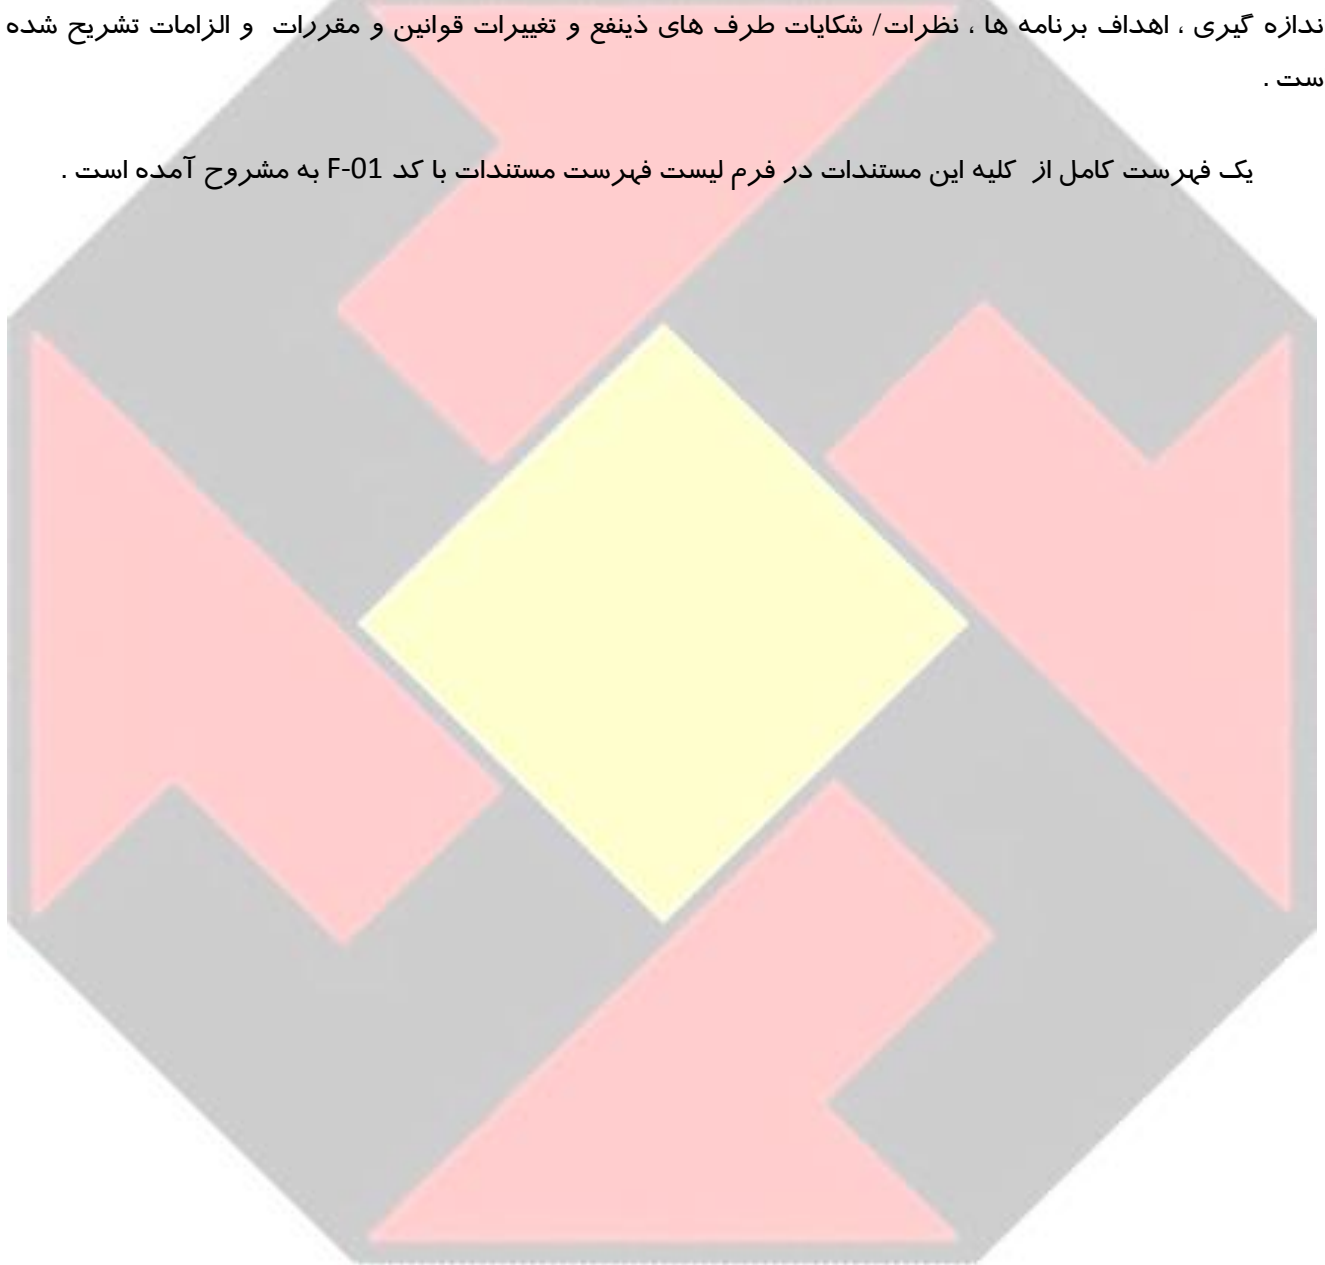 ندازه گیری ، اهداف برنامه ها ، نظرات/ شکایات طرف های ذینفع و تغییرات قوانین و مقررات و الزامات تشریح شده
ست .
یک فهرست کامل از کلیه این مستندات در فرم لیست فهرست مستندات با کد F-01 به مشروح آمده است .